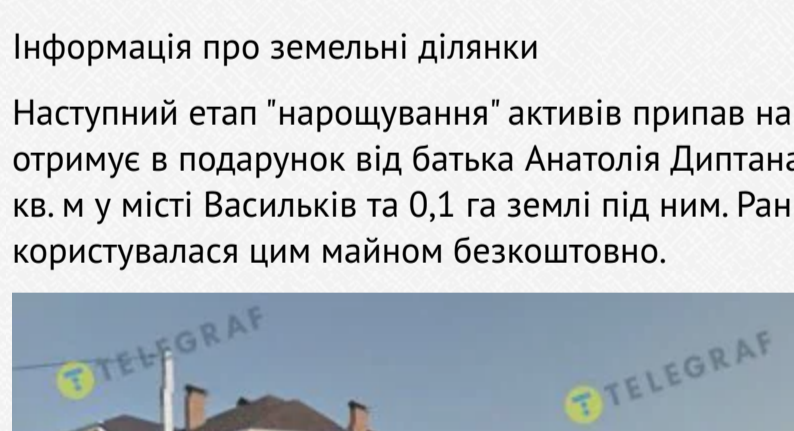 Інформація про земельні ділянки
Наступний етап "нарощування" активів припав на
отримує в подарунок від батька Анатолія Диптана
кв. м у місті Васильків та 0,1 га землі під ним. Ран
користувалася цим майном безкоштовно.
TELEGRAF
TELEGRAF